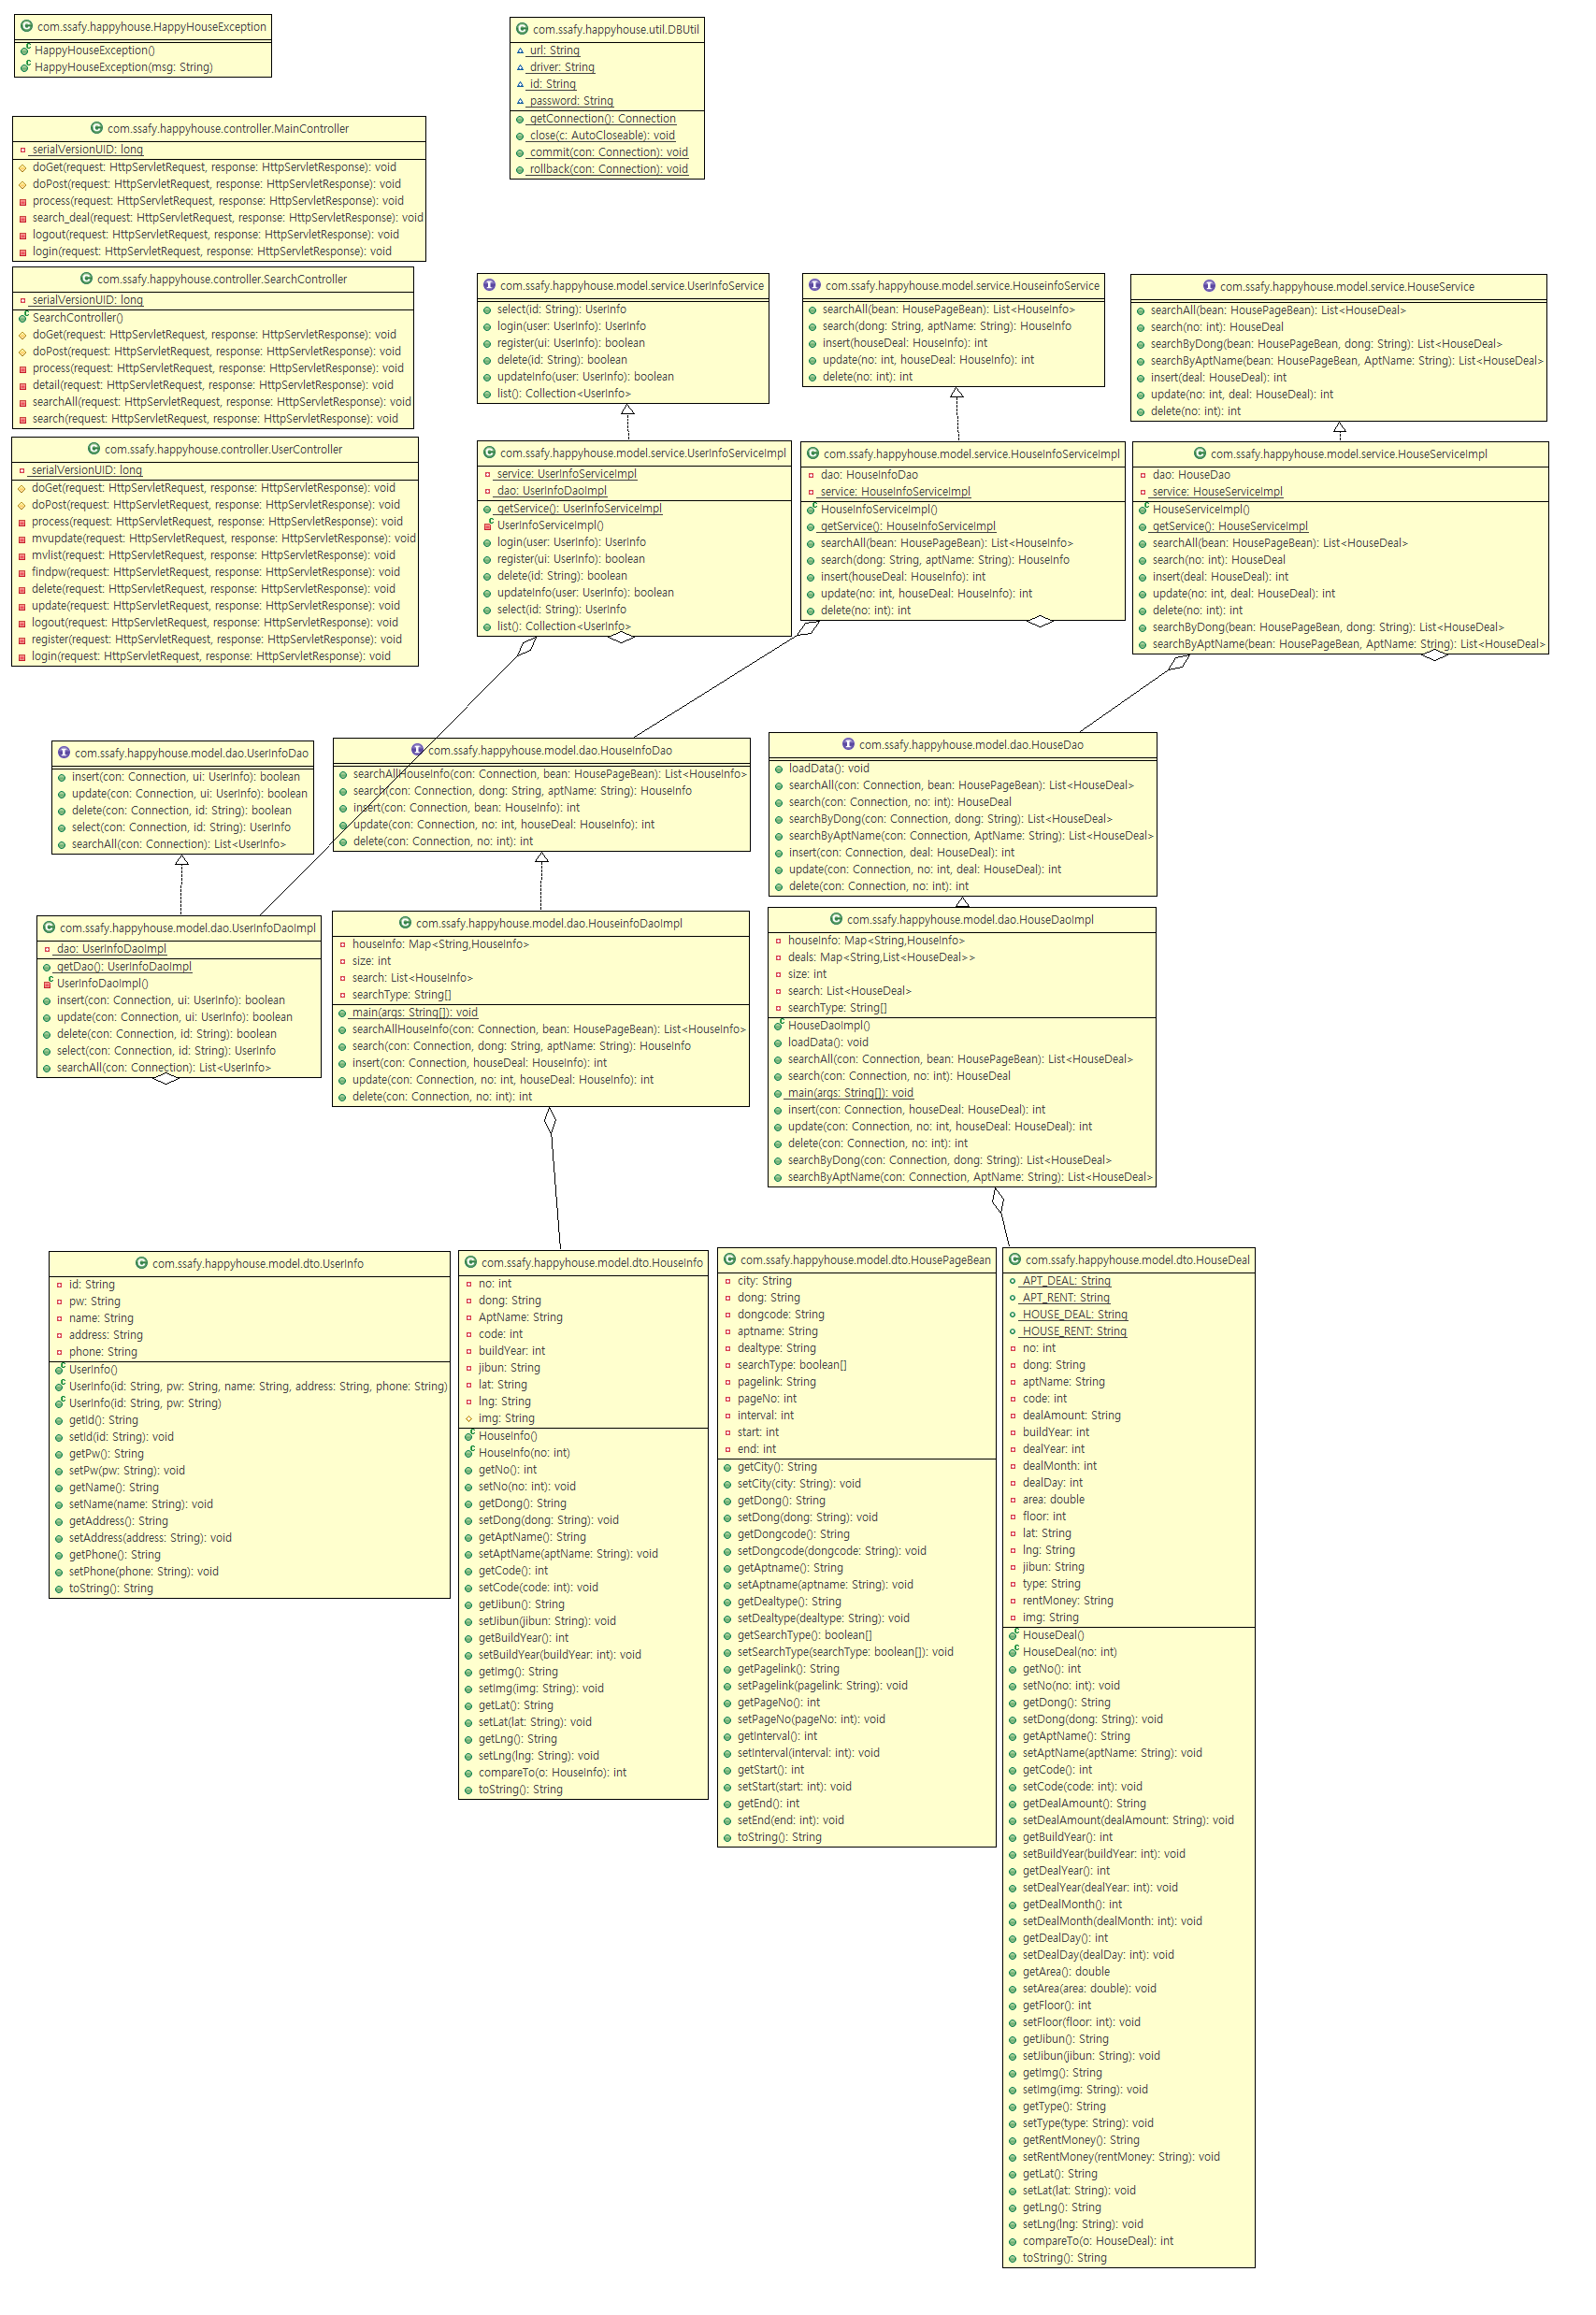 com.ssafy.happyhouse.HappyHouseException
HappyHouseException()
HappyHouseException(msg: String)
com.ssafy.happyhouse.util.DBUtil
url: String
driver: String
id: String
password: String
getConnection(): Connection
close(c: AutoCloseable): void
commit(con: Connection): void
rollback(con: Connection): void
com.ssafy.happyhouse.controller.MainController
serialVersionUID: long
doGet(request: HttpServletRequest, response: HttpServletResponse): void
doPost(request: HttpServletRequest, response: HttpServletResponse): void
process(request: HttpServletRequest, response: HttpServletResponse): void
search_deal(request: HttpServletRequest, response: HttpServletResponse): void
logout(request: HttpServletRequest, response: HttpServletResponse): void
login(request: HttpServletRequest, response: HttpServletResponse): void
com.ssafy.happyhouse.controller.SearchController
serialVersionUID: long
SearchController()
doGet(request: HttpServletRequest, response: HttpServletResponse): void
doPost(request: HttpServletRequest, response: HttpServletResponse): void
process(request: HttpServletRequest, response: HttpServletResponse): void
detail(request: HttpServletRequest, response: HttpServletResponse): void
searchAll(request: HttpServletRequest, response: HttpServletResponse): void
search(request: HttpServletRequest, response: HttpServletResponse): void
com.ssafy.happyhouse.controller.UserController
serialVersionUID: long
doGet(request: HttpServletRequest, response: HttpServletResponse): void
doPost(request: HttpServletRequest, response: HttpServletResponse): void
process(request: HttpServletRequest, response: HttpServletResponse): void
mvupdate(request: HttpServletRequest, response: HttpServletResponse): void
mvlist(request: HttpServletRequest, response: HttpServletResponse): void
findpw(request: HttpServletRequest, response: HttpServletResponse): void
delete(request: HttpServletRequest, response: HttpServletResponse): void
update(request: HttpServletRequest, response: HttpServletResponse): void
logout(request: HttpServletRequest, response: HttpServletResponse): void
register(request: HttpServletRequest, response: HttpServletResponse): void
login(request: HttpServletRequest, response: HttpServletResponse): void
com.ssafy.happyhouse.model.service.UserInfoService
select(id: String): UserInfo
login(user: UserInfo): UserInfo
register(ui: UserInfo): boolean
delete(id: String): boolean
updateInfo(user: UserInfo): boolean
list(): Collection<UserInfo>
com.ssafy.happyhouse.model.service.HouseinfoService
searchAll(bean: HousePageBean): List<HouseInfo>
search(dong: String, aptName: String): HouseInfo
insert(houseDeal: HouseInfo): int
update(no: int, houseDeal: HouseInfo): int
delete(no: int): int
com.ssafy.happyhouse.model.service.HouseService
searchAll(bean: HousePageBean): List<HouseDeal>
search(no: int): HouseDeal
searchByDong(bean: HousePageBean, dong: String): List<HouseDeal>
searchByAptName(bean: HousePageBean, AptName: String): List<HouseDeal>
insert(deal: HouseDeal): int
update(no: int, deal: HouseDeal): int
delete(no: int): int
com.ssafy.happyhouse.model.service.UserInfoServiceImpl
service: UserInfoServiceImpl
dao: UserInfoDaoImpl
getService(): UserInfoServiceImpl
UserInfoServiceImpl()
login(user: UserInfo): UserInfo
register(ui: UserInfo): boolean
delete(id: String): boolean
updateInfo(user: UserInfo): boolean
select(id: String): UserInfo
list(): Collection<UserInfo>
com.ssafy.happyhouse.model.service.HouseInfoServiceImpl
dao: HouseInfoDao
service: HouseInfoServiceImpl
HouseInfoServiceImpl()
getService(): HouseInfoServiceImpl
searchAll(bean: HousePageBean): List<HouseInfo>
search(dong: String, aptName: String): HouseInfo
insert(houseDeal: HouseInfo): int
update(no: int, houseDeal: HouseInfo): int
delete(no: int): int
com.ssafy.happyhouse.model.service.HouseServiceImpl
dao: HouseDao
service: HouseServiceImpl
HouseServiceImpl()
getService(): HouseServiceImpl
searchAll(bean: HousePageBean): List<HouseDeal>
search(no: int): HouseDeal
insert(deal: HouseDeal): int
update(no: int, deal: HouseDeal): int
delete(no: int): int
searchByDong(bean: HousePageBean, dong: String): List<HouseDeal>
searchByAptName(bean: HousePageBean, AptName: String): List<HouseDeal>
com.ssafy.happyhouse.model.dao.UserInfoDao
insert(con: Connection, ui: UserInfo): boolean
update(con: Connection, ui: UserInfo): boolean
delete(con: Connection, id: String): boolean
select(con: Connection, id: String): UserInfo
searchAll(con: Connection): List<UserInfo>
com.ssafy.happyhouse.model.dao.HouseInfoDao
searchAllHouseInfo(con: Connection, bean: HousePageBean): List<HouseInfo>
search(con: Connection, dong: String, aptName: String): HouseInfo
insert(con: Connection, bean: HouseInfo): int
update(con: Connection, no: int, houseDeal: HouseInfo): int
delete(con: Connection, no: int): int
com.ssafy.happyhouse.model.dao.HouseDao
loadData(): void
searchAll(con: Connection, bean: HousePageBean): List<HouseDeal>
search(con: Connection, no: int): HouseDeal
searchByDong(con: Connection, dong: String): List<HouseDeal>
searchByAptName(con: Connection, AptName: String): List<HouseDeal>
insert(con: Connection, deal: HouseDeal): int
update(con: Connection, no: int, deal: HouseDeal): int
delete(con: Connection, no: int): int
com.ssafy.happyhouse.model.dao.UserInfoDaoImpl
dao: UserInfoDaoImpl
getDao(): UserInfoDaoImpl
UserInfoDaoImpl()
insert(con: Connection, ui: UserInfo): boolean
update(con: Connection, ui: UserInfo): boolean
delete(con: Connection, id: String): boolean
select(con: Connection, id: String): UserInfo
searchAll(con: Connection): List<UserInfo>
com.ssafy.happyhouse.model.dao.HouseinfoDaoImpl
houseInfo: Map<String,HouseInfo>
size: int
search: List<HouseInfo>
searchType: String[]
main(args: String[]): void
searchAllHouseInfo(con: Connection, bean: HousePageBean): List<HouseInfo>
search(con: Connection, dong: String, aptName: String): HouseInfo
insert(con: Connection, houseDeal: HouseInfo): int
update(con: Connection, no: int, houseDeal: HouseInfo): int
delete(con: Connection, no: int): int
com.ssafy.happyhouse.model.dao.HouseDaoImpl
houseInfo: Map<String,HouseInfo>
deals: Map<String,List<HouseDeal>>
size: int
search: List<HouseDeal>
searchType: String[]
HouseDaoImpl()
loadData(): void
searchAll(con: Connection, bean: HousePageBean): List<HouseDeal>
search(con: Connection, no: int): HouseDeal
main(args: String[]): void
insert(con: Connection, houseDeal: HouseDeal): int
update(con: Connection, no: int, houseDeal: HouseDeal): int
delete(con: Connection, no: int): int
searchByDong(con: Connection, dong: String): List<HouseDeal>
searchByAptName(con: Connection, AptName: String): List<HouseDeal>
com.ssafy.happyhouse.model.dto.UserInfo
id: String
pw: String
name: String
address: String
phone: String
UserInfo()
UserInfo(id: String, pw: String, name: String, address: String, phone: String)
UserInfo(id: String, pw: String)
getId(): String
setId(id: String): void
getPw(): String
setPw(pw: String): void
getName(): String
setName(name: String): void
getAddress(): String
setAddress(address: String): void
getPhone(): String
setPhone(phone: String): void
toString(): String
com.ssafy.happyhouse.model.dto.HouseInfo
no: int
dong: String
AptName: String
code: int
buildYear: int
jibun: String
lat: String
lng: String
img: String
HouseInfo()
HouseInfo(no: int)
getNo(): int
setNo(no: int): void
getDong(): String
setDong(dong: String): void
getAptName(): String
setAptName(aptName: String): void
getCode(): int
setCode(code: int): void
getJibun(): String
setJibun(jibun: String): void
getBuildYear(): int
setBuildYear(buildYear: int): void
getImg(): String
setImg(img: String): void
getLat(): String
setLat(lat: String): void
getLng(): String
setLng(lng: String): void
compareTo(o: HouseInfo): int
toString(): String
com.ssafy.happyhouse.model.dto.HousePageBean
city: String
dong: String
dongcode: String
aptname: String
dealtype: String
searchType: boolean[]
pagelink: String
pageNo: int
interval: int
start: int
end: int
getCity(): String
setCity(city: String): void
getDong(): String
setDong(dong: String): void
getDongcode(): String
setDongcode(dongcode: String): void
getAptname(): String
setAptname(aptname: String): void
getDealtype(): String
setDealtype(dealtype: String): void
getSearchType(): boolean[]
setSearchType(searchType: boolean[]): void
getPagelink(): String
setPagelink(pagelink: String): void
getPageNo(): int
setPageNo(pageNo: int): void
getInterval(): int
setInterval(interval: int): void
getStart(): int
setStart(start: int): void
getEnd(): int
setEnd(end: int): void
toString(): String
com.ssafy.happyhouse.model.dto.HouseDeal
APT_DEAL: String
APT_RENT: String
HOUSE_DEAL: String
HOUSE_RENT: String
no: int
dong: String
aptName: String
code: int
dealAmount: String
buildYear: int
dealYear: int
dealMonth: int
dealDay: int
area: double
floor: int
lat: String
lng: String
jibun: String
type: String
rentMoney: String
img: String
HouseDeal()
HouseDeal(no: int)
getNo(): int
setNo(no: int): void
getDong(): String
setDong(dong: String): void
getAptName(): String
setAptName(aptName: String): void
getCode(): int
setCode(code: int): void
getDealAmount(): String
setDealAmount(dealAmount: String): void
getBuildYear(): int
setBuildYear(buildYear: int): void
getDealYear(): int
setDealYear(dealYear: int): void
getDealMonth(): int
setDealMonth(dealMonth: int): void
getDealDay(): int
setDealDay(dealDay: int): void
getArea(): double
setArea(area: double): void
getFloor(): int
setFloor(floor: int): void
getJibun(): String
setJibun(jibun: String): void
getImg(): String
setImg(img: String): void
getType(): String
setType(type: String): void
getRentMoney(): String
setRentMoney(rentMoney: String): void
getLat(): String
setLat(lat: String): void
getLng(): String
setLng(lng: String): void
compareTo(o: HouseDeal): int
toString(): String